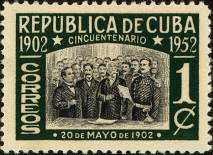 REPUBLICA DE CUBA
1902 CINCUENTENARIO 1952
CORREOS
1¢
20 DE MAYO DE 1902